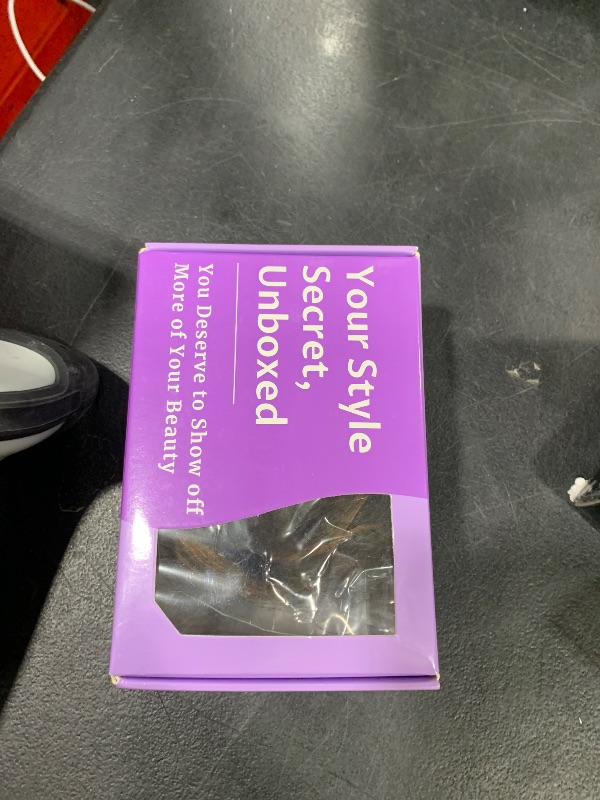 Your Style
Secret,
Unboxed
You Deserve to Show off
More of Your Beauty